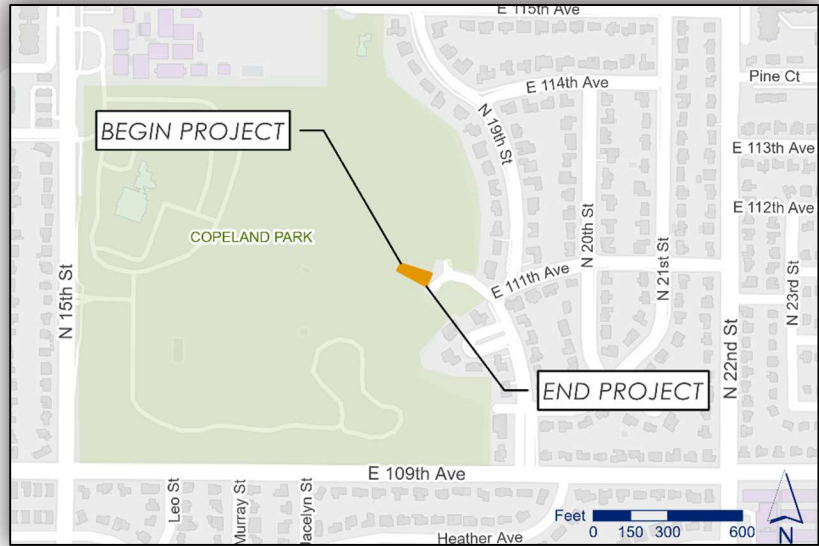 E 115th Ave
Pine Ct
E 114th Ave
BEGIN PROJECT
N 19th St
E 113th Ave
E 112th Ave
COPELAND PARK
N 20th St
N 21st St
N 23rd St
E 111th Ave
N 15th St
N 22nd St
END PROJECT
E 109th Ave
Leo St
Murray St
Jacelyn St
Heather Ave
Feet 0 150 300 600
N